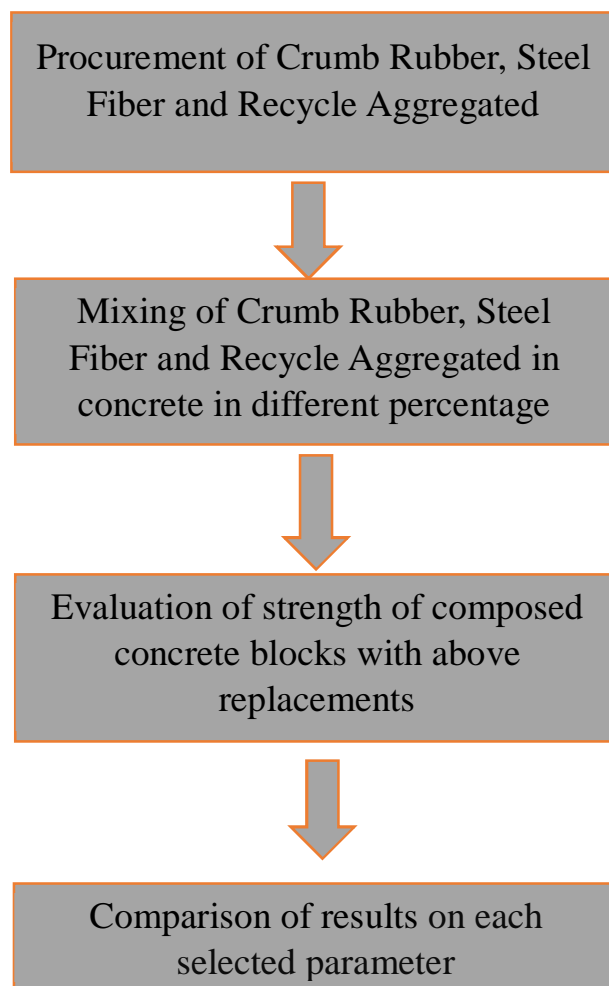 Procurement of Crumb Rubber, Steel
Fiber and Recycle Aggregated
Mixing of Crumb Rubber, Steel
Fiber and Recycle Aggregated in
concrete in different percentage
Evaluation of strength of composed
concrete blocks with above
replacements
Comparison of results on each
selected parameter